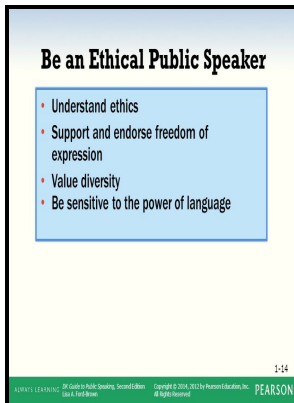 Be an Ethical Public Speaker
• Understand ethics
• Support and endorse freedom of
expression
• Value diversity
• Be sensitive to the power of language
1-14
ALWAYS LEARNING
DK Guide to Public Speaking, Second Edition
Lisa A. Ford-Brown
Copyright © 2014, 2012 by Pearson Education, Inc.
All Rights Reserved
PEARSON